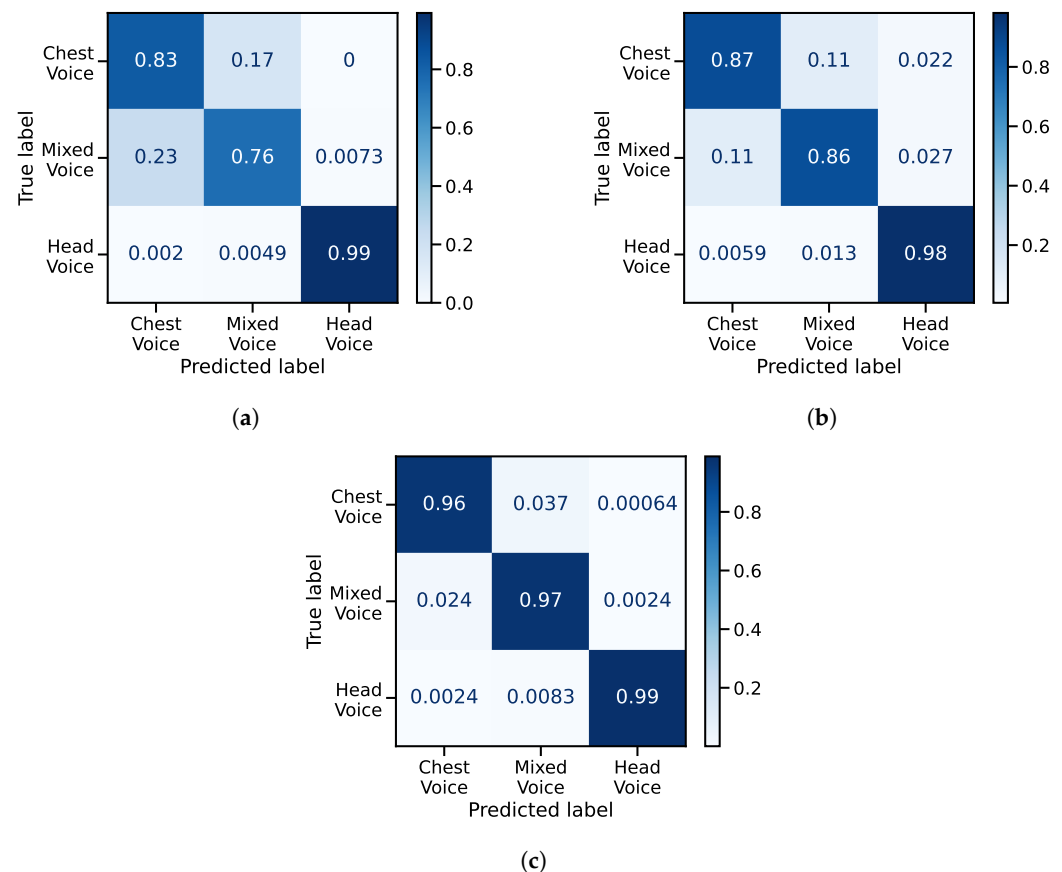 Chest
Voice
0.83
0.17
0
0.8
0.6
True label
Mixed
Voice
0.23
0.76
0.0073
0.4
0.2
Head
Voice
0.002
0.0049
0.99
0.0
Chest
Voice
Mixed
Voice
Head
Voice
Predicted label
(a)
Chest
Voice
0.87
0.11
0.022
0.8
0.6
True label
Mixed
Voice
0.11
0.86
0.027
0.4
0.2
Head
Voice
0.0059
0.013
0.98
Chest
Voice
Mixed
Voice
Head
Voice
Predicted label
(b)
Chest
Voice
0.96
0.037
0.00064
0.8
0.6
True label
Mixed
Voice
0.024
0.97
0.0024
0.4
0.2
Head
Voice
0.0024
0.0083
0.99
Chest
Voice
Mixed
Voice
Head
Voice
Predicted label
(c)